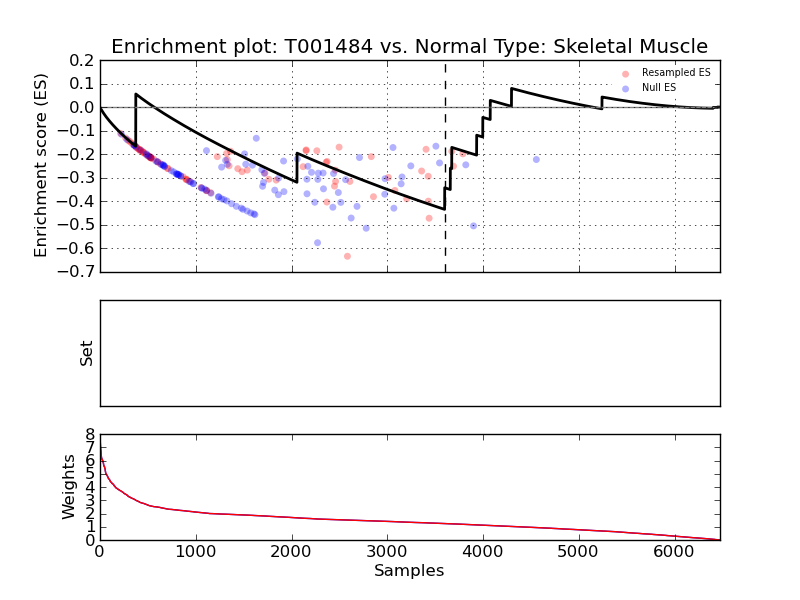 Enrichment plot: T001484 vs. Normal Type: Skeletal Muscle
Enrichment score (ES)
0.2
0.1
0.0
−0.1
−0.2
−0.3
−0.4
−0.5
−0.6
−0.7
Resampled ES
Null ES
Set
Weights
8
7
6
5
4
3
2
1
0
0 1000 2000 3000 4000 5000 6000
Samples